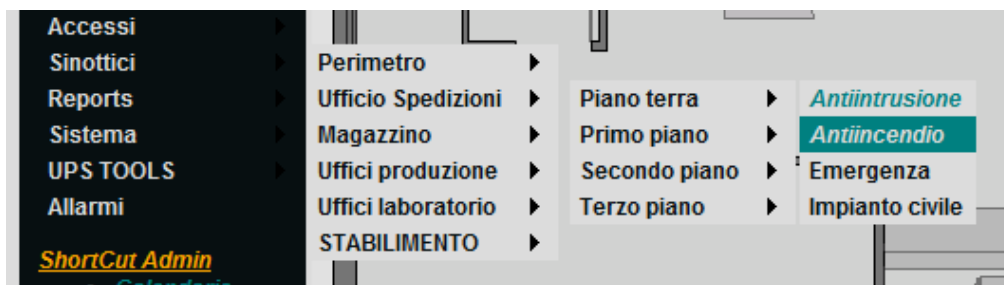 Accessi
Sinottici
Reports
Sistema
UPS TOOLS
Allarmi
ShortCut Admin
Calendario
Perimetro
Ufficio Spedizioni
Magazzino
Uffici produzione
Uffici laboratorio
STABILIMENTO
Piano terra
Primo piano
Secondo piano
Terzo piano
Antiintrusione
Antiincendio
Emergenza
Impianto civile